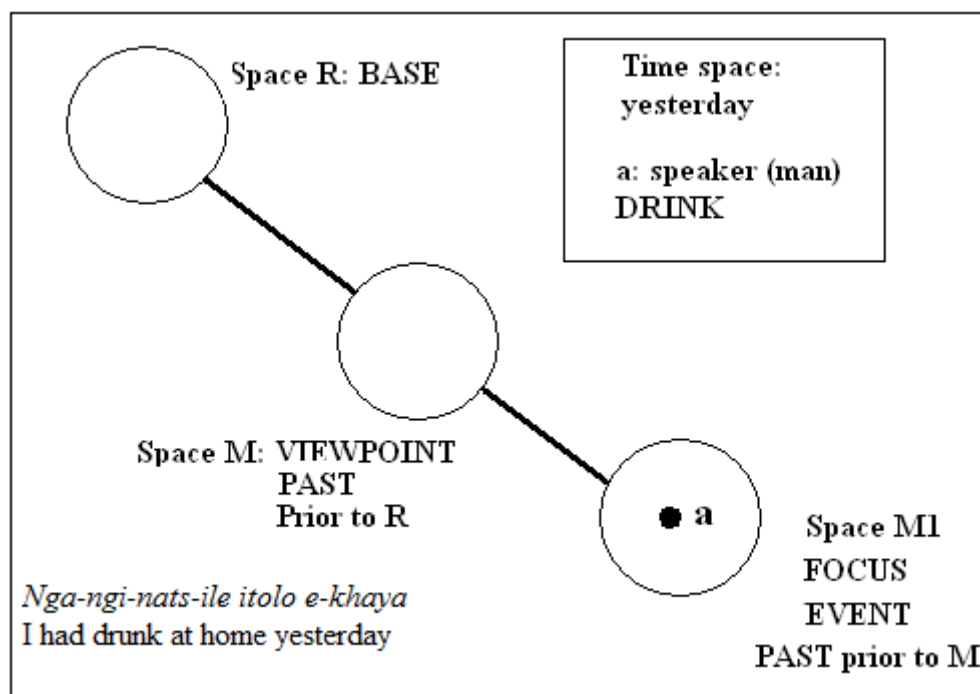 Space R: BASE
Time space:
yesterday
a: speaker (man)
DRINK
Space M: VIEWPOINT
PAST
Prior to R
a
Space M1
FOCUS
EVENT
PAST prior to M
Nga-ngi-nats-ile itolo e-khaya
I had drunk at home yesterday